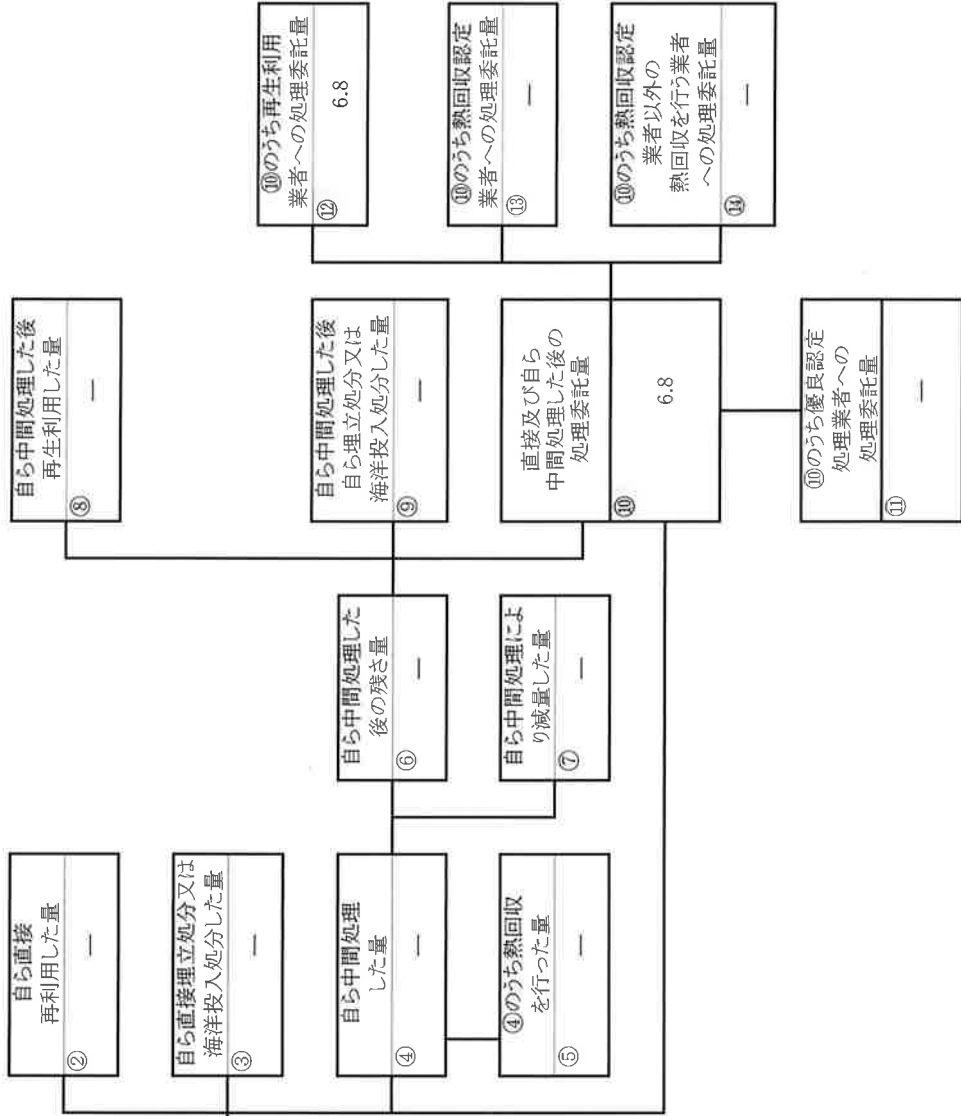 自ら直接
再利用した量
②
—
自ら直接埋立処分又は
海洋投入処分した量
③
—
自ら中間処理
した量
④
—
④のうち熱回収
を行った量
⑤
—
自ら中間処理した
後の残さ量
⑥
—
自ら中間処理によ
り減量した量
⑦
—
自ら中間処理した後
再生利用した量
⑧
—
自ら中間処理した後
自ら埋立処分又は
海洋投入処分した量
⑨
—
直接及び自ら
中間処理した後の
処理委託量
⑩
6.8
⑩のうち優良認定
処理業者への
処理委託量
⑪
—
⑩のうち再生利用
業者への処理委託量
⑫
6.8
⑩のうち熱回収認定
業者への処理委託量
⑬
—
⑩のうち熱回収認定
業者以外の
熱回収を行う業者
への処理委託量
⑭
—